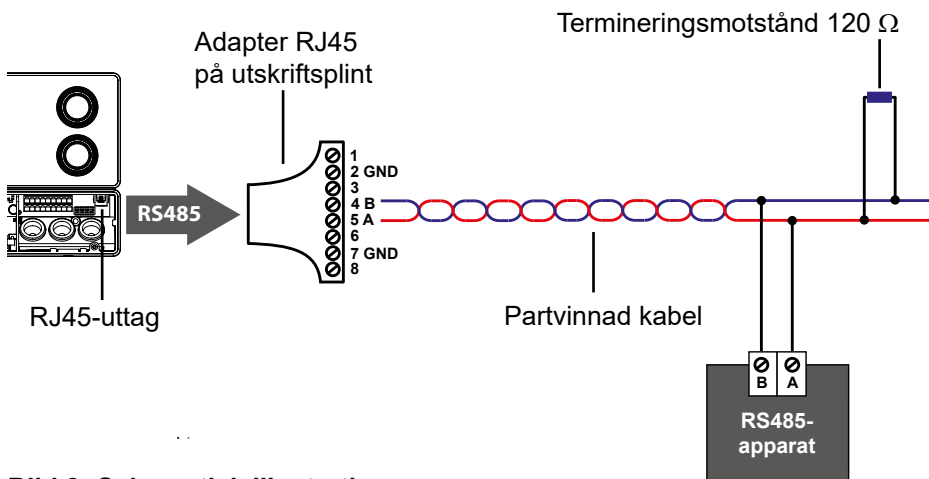 Termineringsmotstånd 120 Ω
Adapter RJ45
på utskriftsplint
1
2 GND
3
4 B
5 A
6
7 GND
8
RS485
RJ45-uttag
Partvinnad kabel
B A
RS485-
apparat